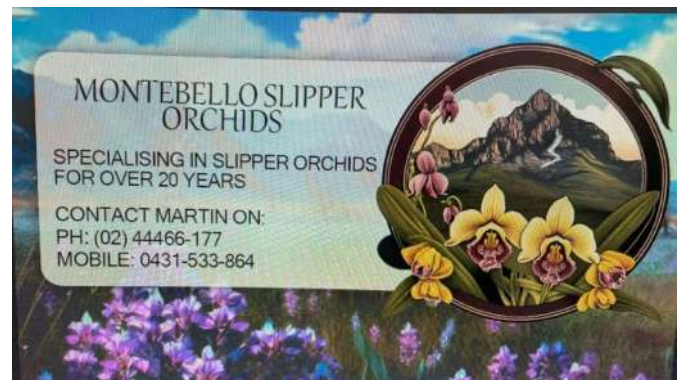 MONTEBELLO SLIPPER
ORCHIDS
SPECIALISING IN SLIPPER ORCHIDS
FOR OVER 20 YEARS
CONTACT MARTIN ON:
PH: (02) 44466-177
MOBILE: 0431-533-864